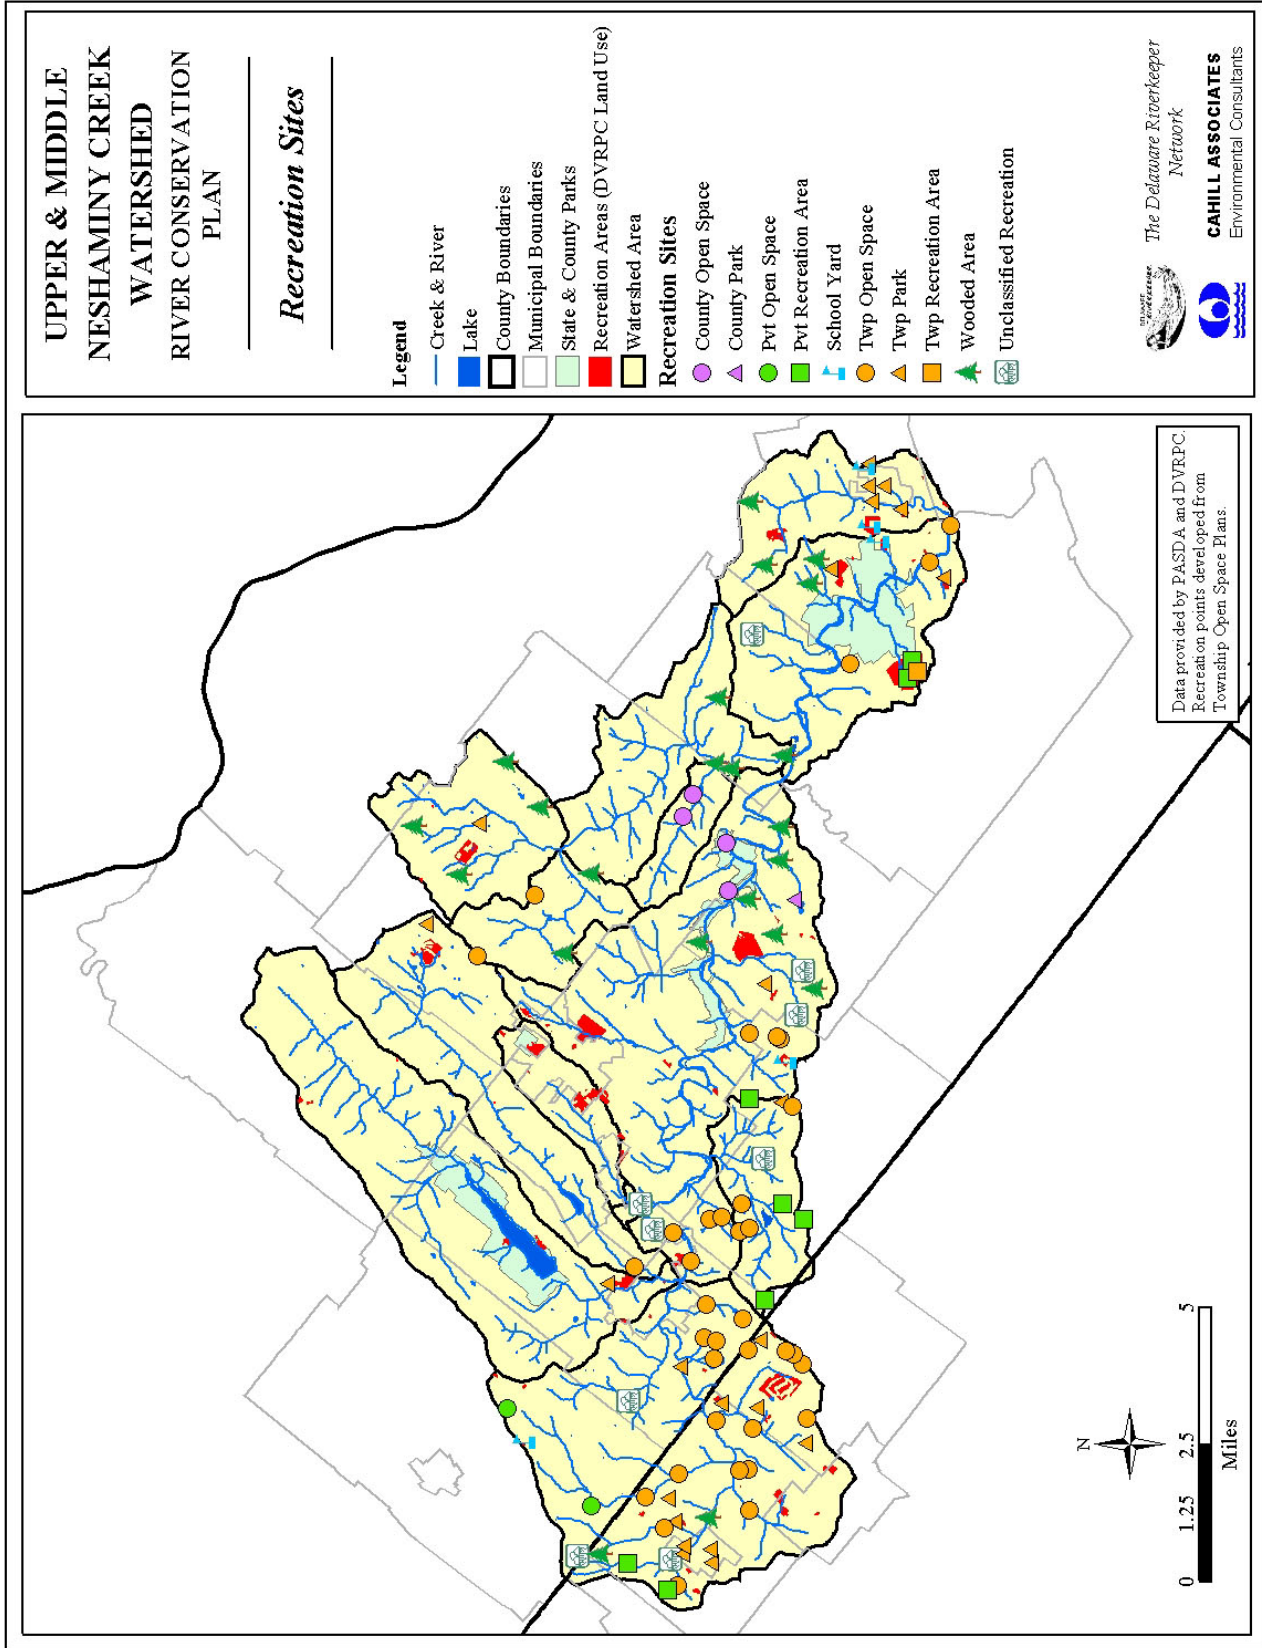 UPPER & MIDDLE
NESHAMINY CREEK
WATERSHED
RIVER CONSERVATION
PLAN
Recreation Sites
Legend
Creek & River
Lake
County Boundaries
Municipal Boundaries
State & County Parks
Recreation Areas (DVRPC Land Use)
Watershed Area
Recreation Sites
County Open Space
County Park
Pvt Open Space
Pvt Recreation Area
School Yard
Twp Open Space
Twp Park
Twp Recreation Area
Wooded Area
Unclassified Recreation
The Delaware Riverkeeper
Network
CAHILL ASSOCIATES
Environmental Consultants
Data provided by PASDA and DVRPC.
Recreation points developed from
Township Open Space Plans.
N
0 1.25 2.5 5
Miles